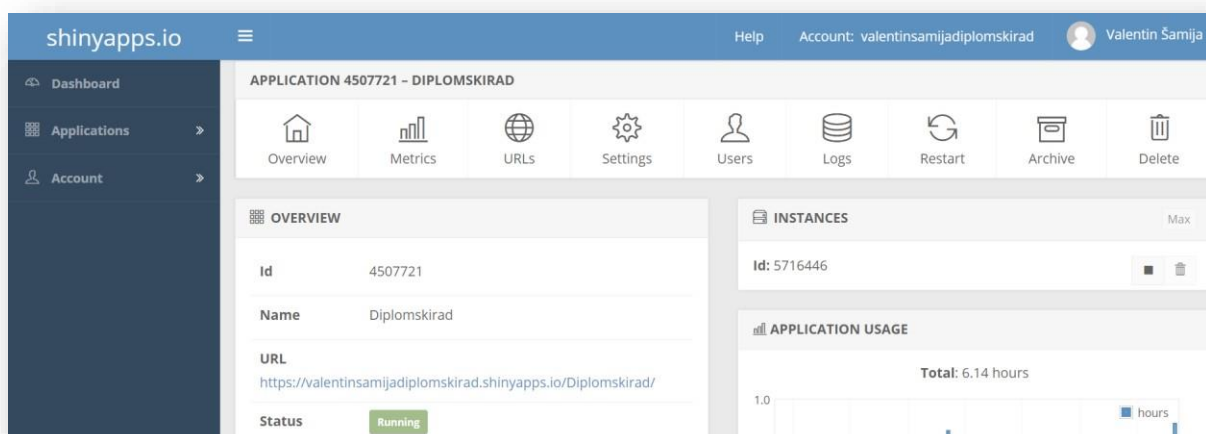 shinyapps.io
Help Account: valentinsamijadiplomskirad Valentin Šamija
Dashboard
Applications
Account
APPLICATION 4507721 – DIPLOMSKIRAD
Overview Metrics URLs Settings Users Logs Restart Archive Delete
OVERVIEW
Id 4507721
Name Diplomskirad
URL
https://valentinsamijadiplomskirad.shinyapps.io/Diplomskirad/
Status Running
INSTANCES Max
Id: 5716446
APPLICATION USAGE
Total: 6.14 hours
1.0
hours